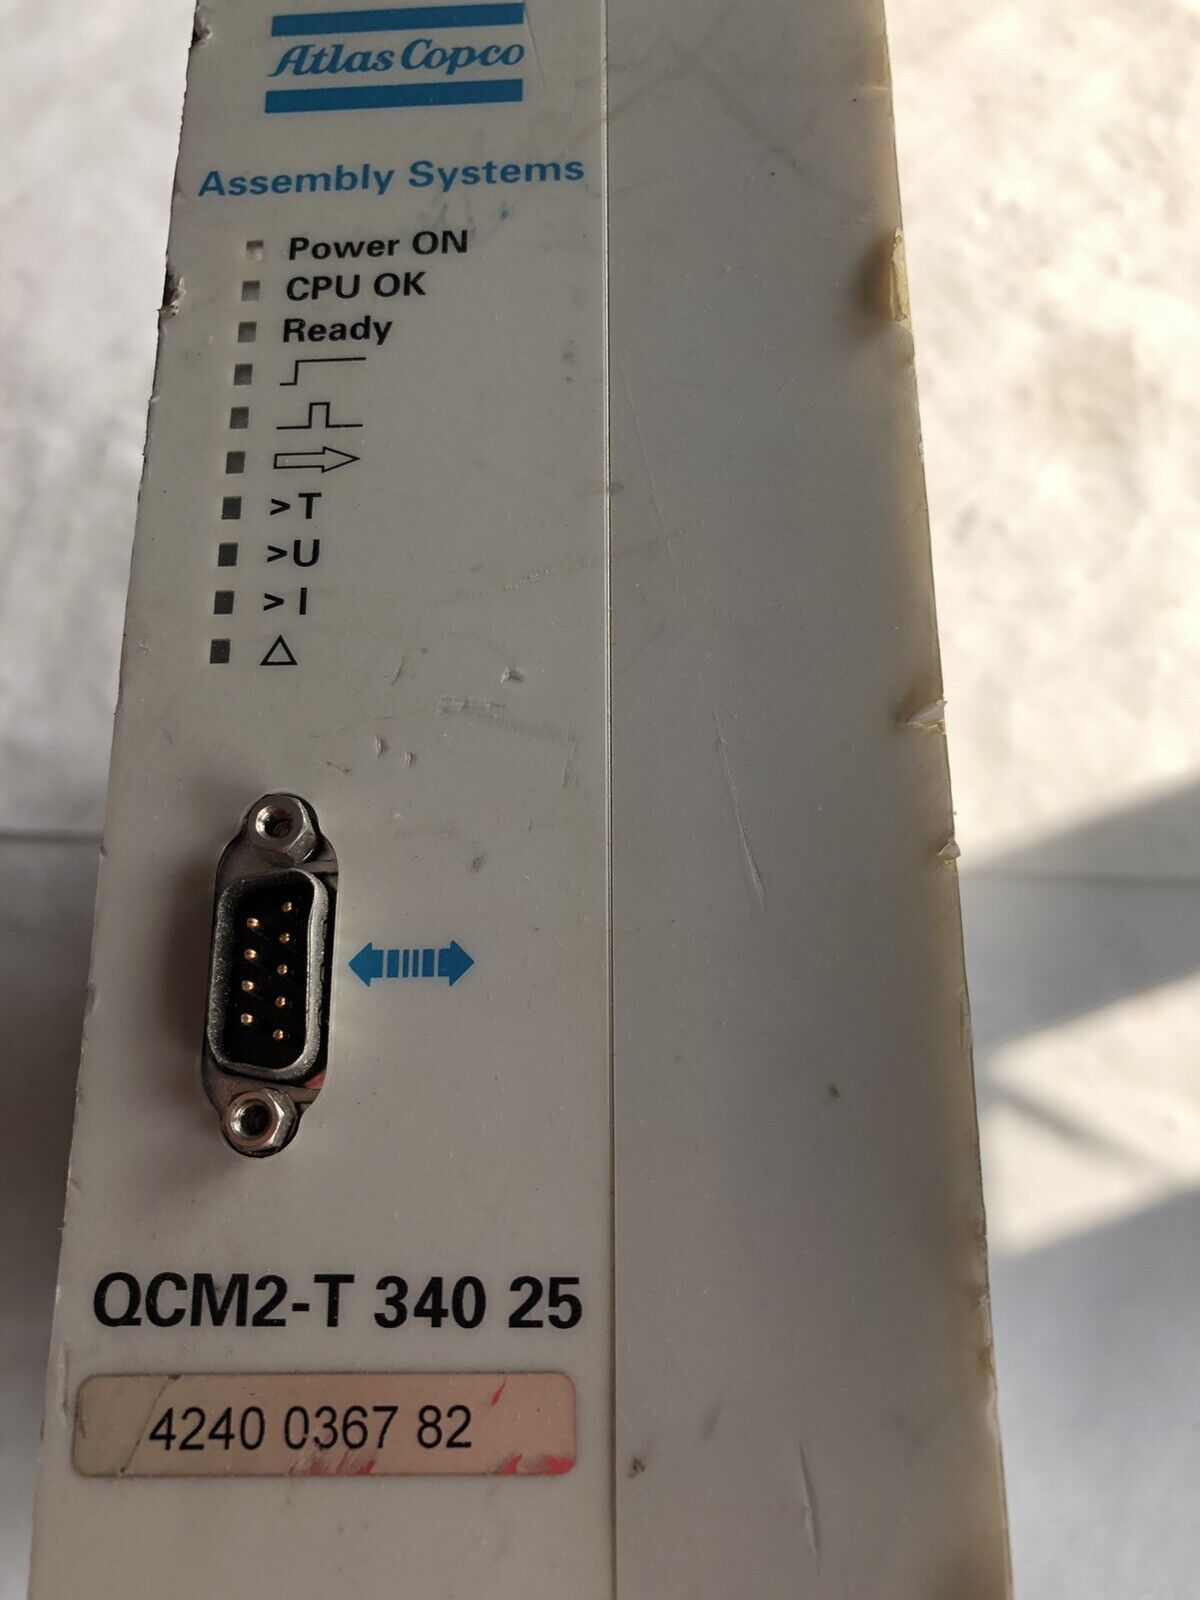 Atlas Copco
Assembly Systems
Power ON
CPU OK
Ready
>T
>U
>I
QCM2-T 340 25
4240 0367 82